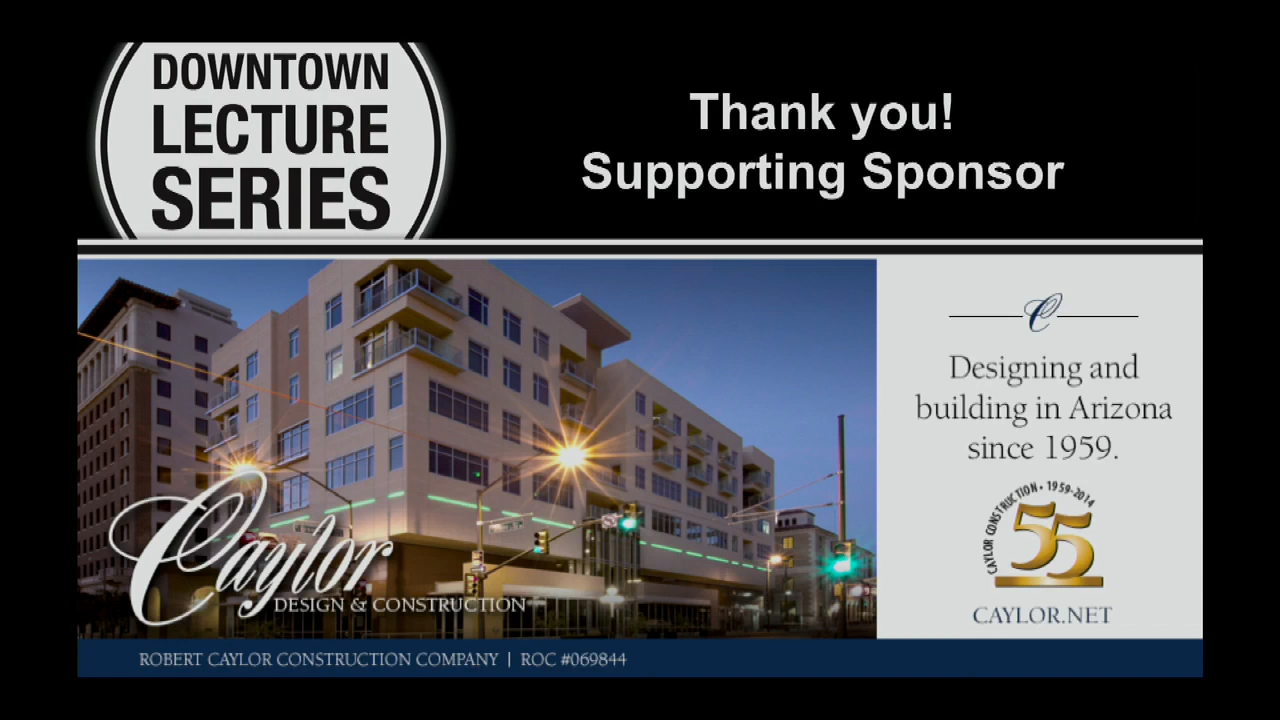 DOWNTOWN
LECTURE
SERIES
Thank you!
Supporting Sponsor
C
Designing and
building in Arizona
since 1959.
CAYLOR CONSTRUCTION • 1959-2014
55
CAYLOR.NET
Caylor
DESIGN & CONSTRUCTION
ROBERT CAYLOR CONSTRUCTION COMPANY | ROC #069844